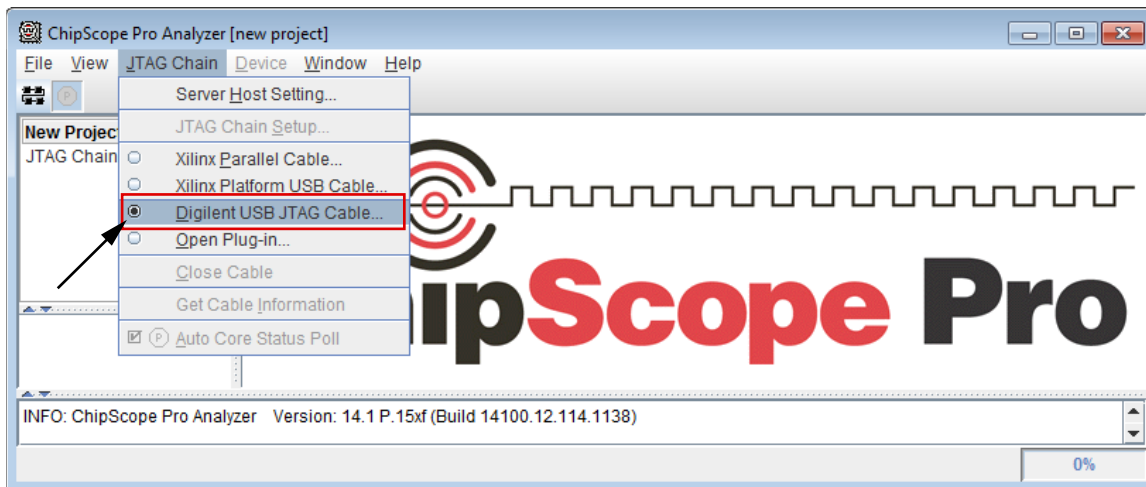 ChipScope Pro Analyzer [new project]
File View JTAG Chain Device Window Help
P
Server Host Setting...
New Projec
JTAG Chain Setup...
JTAG Chain
Xilinx Parallel Cable...
Xilinx Platform USB Cable...
Digilent USB JTAG Cable...
Open Plug-in...
Close Cable
Get Cable Information
P Auto Core Status Poll
ipScope Pro
INFO: ChipScope Pro Analyzer Version: 14.1 P.15xf (Build 14100.12.114.1138)
0%